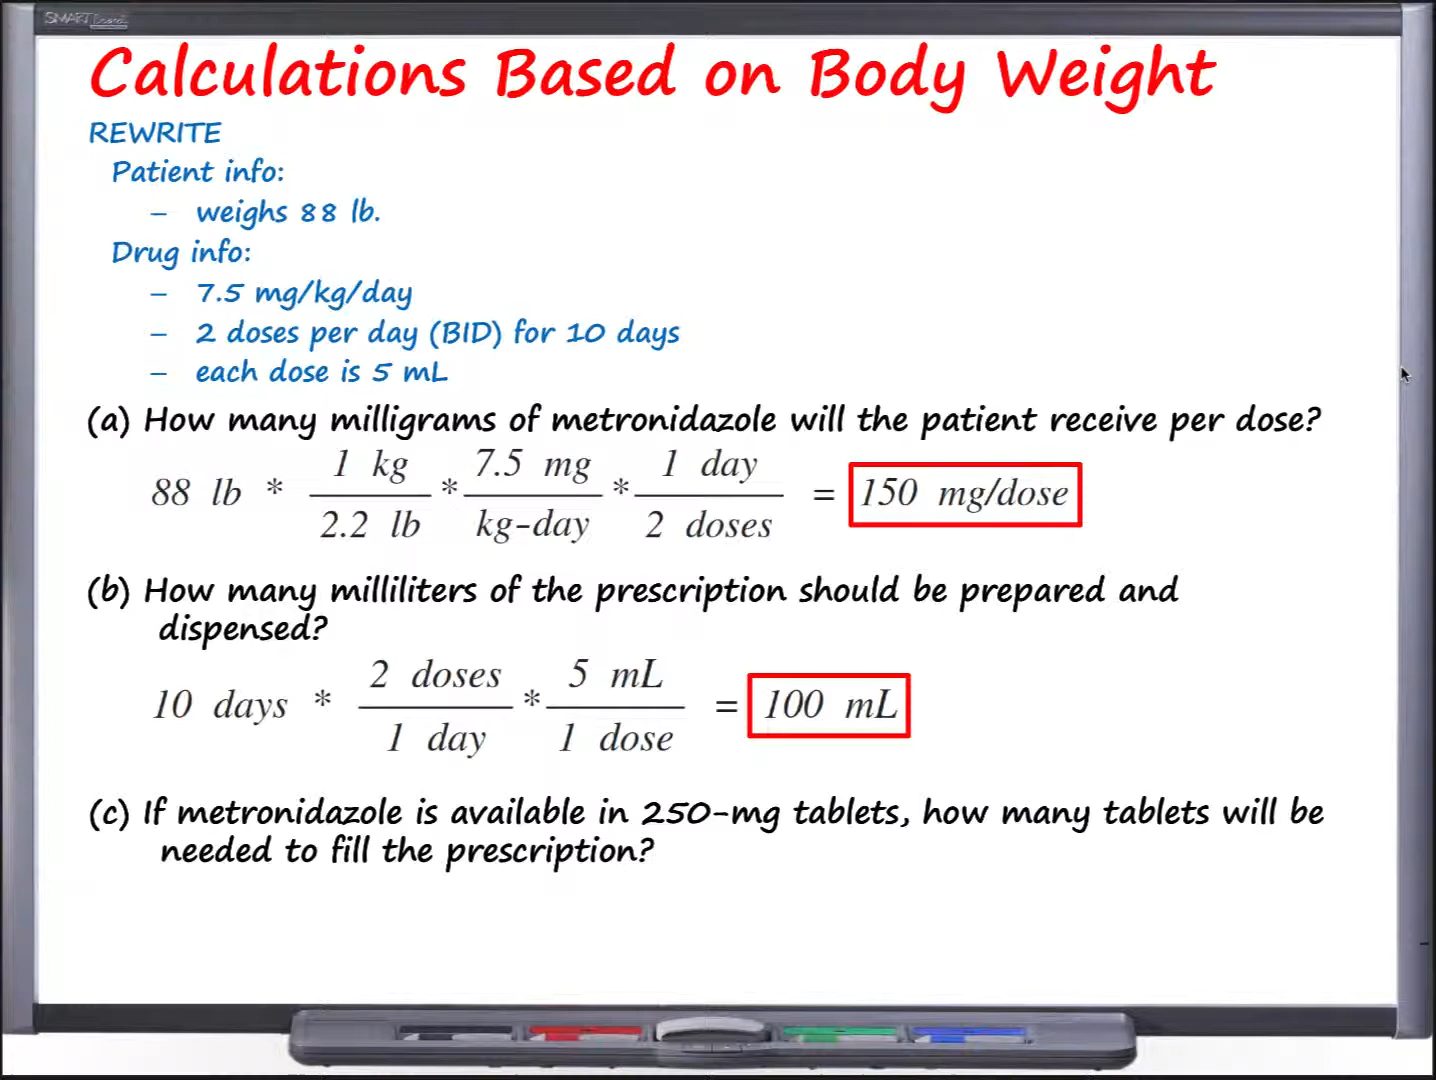 SMART Board
Calculations Based on Body Weight
REWRITE
Patient info:
– weighs 88 lb.
Drug info:
– 7.5 mg/kg/day
– 2 doses per day (BID) for 10 days
– each dose is 5 mL
(a) How many milligrams of metronidazole will the patient receive per dose?
88 lb * 1 kg / 2.2 lb * 7.5 mg / kg-day * 1 day / 2 doses = 150 mg/dose
(b) How many milliliters of the prescription should be prepared and
dispensed?
10 days * 2 doses / 1 day * 5 mL / 1 dose = 100 mL
(c) If metronidazole is available in 250-mg tablets, how many tablets will be
needed to fill the prescription?